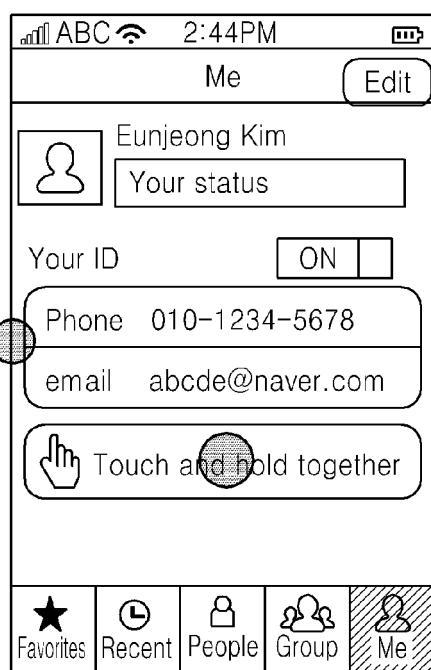 ABC 2:44PM
Me Edit
Eunjeong Kim
Your status
Your ID ON
Phone 010-1234-5678
email abcde@naver.com
Touch and hold together
Favorites Recent People Group Me